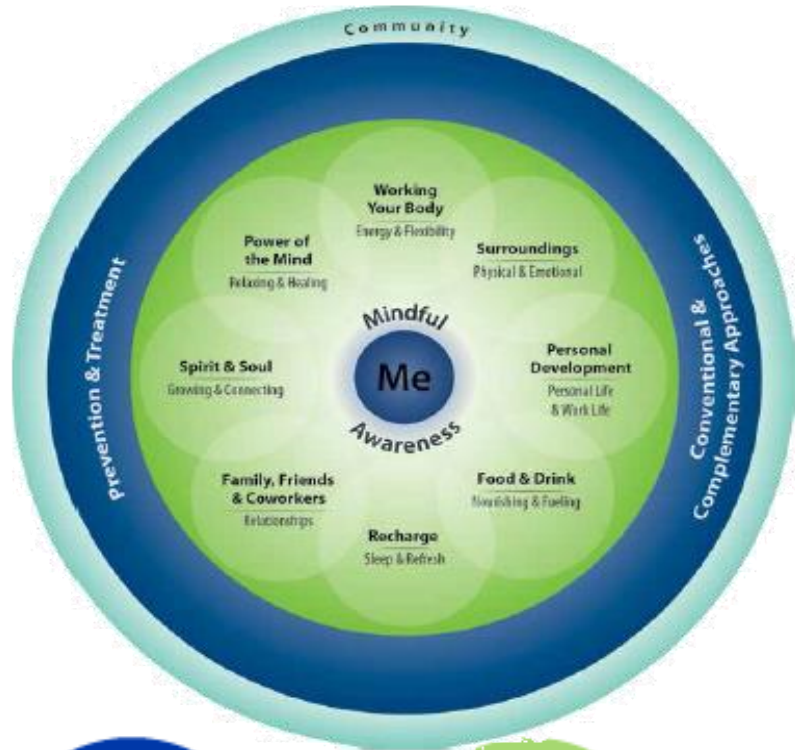 Community
Working
Your Body
Energy & Flexibility
Surroundings
Physical & Emotional
Personal
Development
Personal Life
& Work Life
Food & Drink
Nourishing & Fueling
Recharge
Sleep & Refresh
Family, Friends
& Coworkers
Relationships
Spirit & Soul
Growing & Connecting
Power of
the Mind
Relaxing & Healing
Mindful
Me
Awareness
Prevention & Treatment
Conventional &
Complementary Approaches